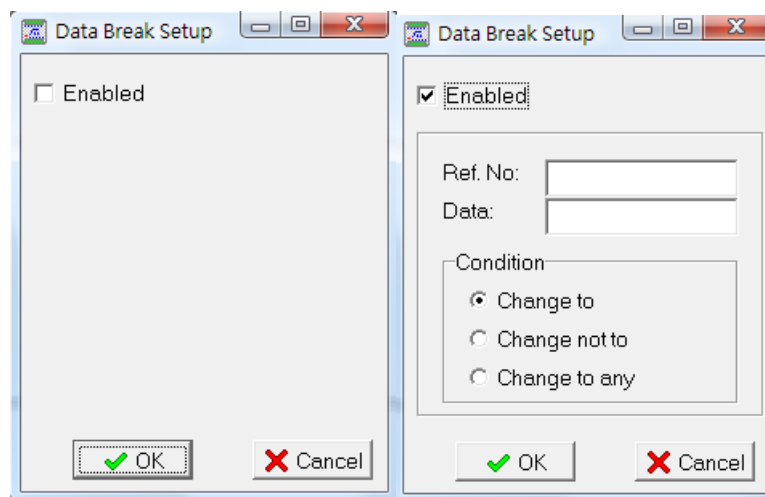 Data Break Setup
Enabled
OK
Cancel
Data Break Setup
Enabled
Ref. No:
Data:
Condition
Change to
Change not to
Change to any
OK
Cancel